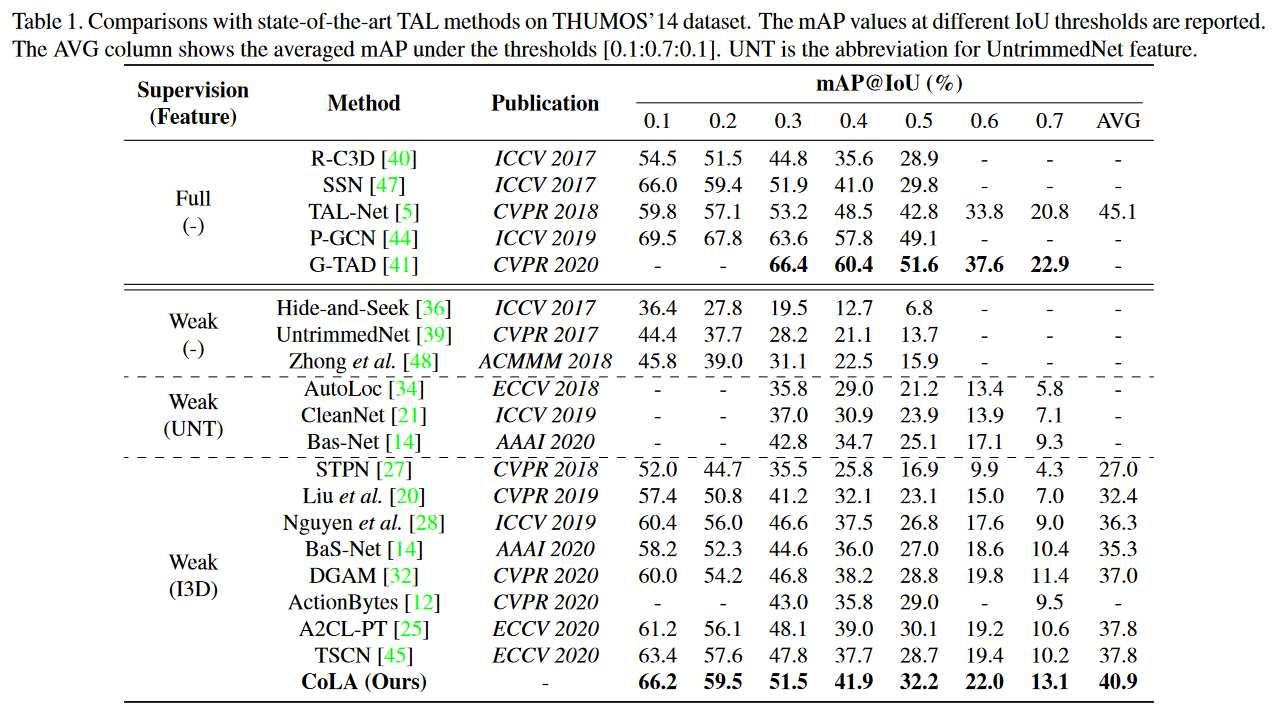 Table 1. Comparisons with state-of-the-art TAL methods on THUMOS'14 dataset. The mAP values at different IoU thresholds are reported.
The AVG column shows the averaged mAP under the thresholds [0.1:0.7:0.1]. UNT is the abbreviation for UntrimmedNet feature.
Supervision (Feature) Method Publication mAP@IoU (%)
0.1 0.2 0.3 0.4 0.5 0.6 0.7 AVG
Full (-)
R-C3D [40] ICCV 2017 54.5 51.5 44.8 35.6 28.9 - - -
SSN [47] ICCV 2017 66.0 59.4 51.9 41.0 29.8 - - -
TAL-Net [5] CVPR 2018 59.8 57.1 53.2 48.5 42.8 33.8 20.8 45.1
P-GCN [44] ICCV 2019 69.5 67.8 63.6 57.8 49.1 - - -
G-TAD [41] CVPR 2020 - - 66.4 60.4 51.6 37.6 22.9 -
Weak (-)
Hide-and-Seek [36] ICCV 2017 36.4 27.8 19.5 12.7 6.8 - - -
UntrimmedNet [39] CVPR 2017 44.4 37.7 28.2 21.1 13.7 - - -
Zhong et al. [48] ACMMM 2018 45.8 39.0 31.1 22.5 15.9 - - -
Weak (UNT)
AutoLoc [34] ECCV 2018 - - 35.8 29.0 21.2 13.4 5.8 -
CleanNet [21] ICCV 2019 - - 37.0 30.9 23.9 13.9 7.1 -
Bas-Net [14] AAAI 2020 - - 42.8 34.7 25.1 17.1 9.3 -
Weak (I3D)
STPN [27] CVPR 2018 52.0 44.7 35.5 25.8 16.9 9.9 4.3 27.0
Liu et al. [20] CVPR 2019 57.4 50.8 41.2 32.1 23.1 15.0 7.0 32.4
Nguyen et al. [28] ICCV 2019 60.4 56.0 46.6 37.5 26.8 17.6 9.0 36.3
BaS-Net [14] AAAI 2020 58.2 52.3 44.6 36.0 27.0 18.6 10.4 35.3
DGAM [32] CVPR 2020 60.0 54.2 46.8 38.2 28.8 19.8 11.4 37.0
ActionBytes [12] CVPR 2020 - - 43.0 35.8 29.0 - 9.5 -
A2CL-PT [25] ECCV 2020 61.2 56.1 48.1 39.0 30.1 19.2 10.6 37.8
TSCN [45] ECCV 2020 63.4 57.6 47.8 37.7 28.7 19.4 10.2 37.8
CoLA (Ours) - 66.2 59.5 51.5 41.9 32.2 22.0 13.1 40.9